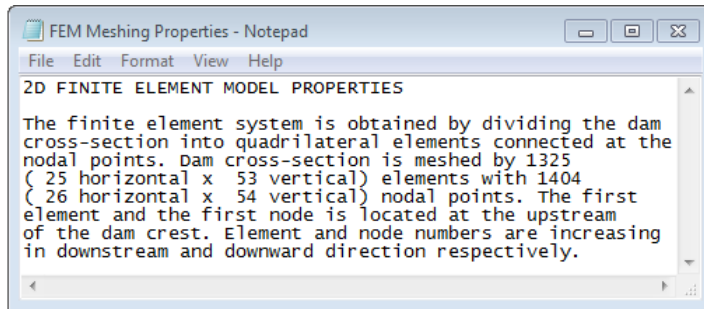 FEM Meshing Properties - Notepad
File Edit Format View Help
2D FINITE ELEMENT MODEL PROPERTIES
The finite element system is obtained by dividing the dam
cross-section into quadrilateral elements connected at the
nodal points. Dam cross-section is meshed by 1325
( 25 horizontal x  53 vertical) elements with 1404
( 26 horizontal x  54 vertical) nodal points. The first
element and the first node is located at the upstream
of the dam crest. Element and node numbers are increasing
in downstream and downward direction respectively.